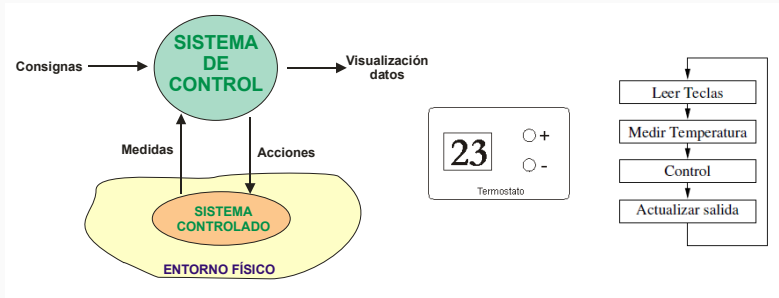 SISTEMA
DE
CONTROL
Consignas
Visualización
datos
Medidas
Acciones
SISTEMA
CONTROLADO
ENTORNO FÍSICO
23
+
-
Termostato
Leer Teclas
Medir Temperatura
Control
Actualizar salida